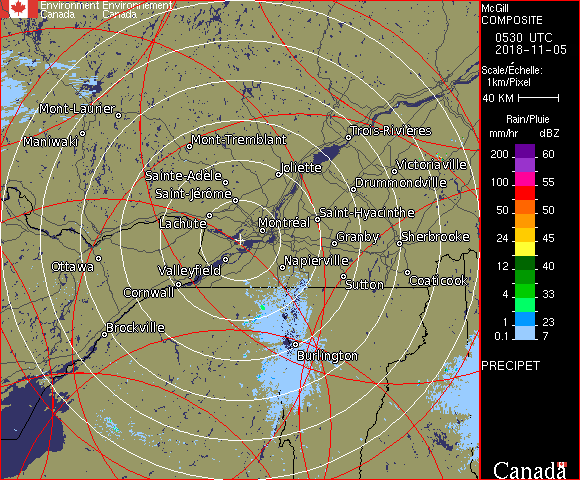 Environment Environnement
Canada Canada
Mont-Laurier
Maniwaki
Mont-Tremblant
Trois-Rivières
Sainte-Adèle
Joliette
Victoriaville
Drummondville
Saint-Jérôme
Lachute
Montréal
Saint-Hyacinthe
Granby
Sherbrooke
Ottawa
Valleyfield
Napierville
Sutton
Coaticook
Cornwall
Brockville
Burlington
McGill
COMPOSITE
0530 UTC
2018-11-05
Scale/Échelle:
1km/Pixel
40 KM
Rain/Pluie
mm/hr dBZ
200 60
100 55
50 50
24 45
12 40
4 33
1 23
0.1 7
PRECIPET
Canada